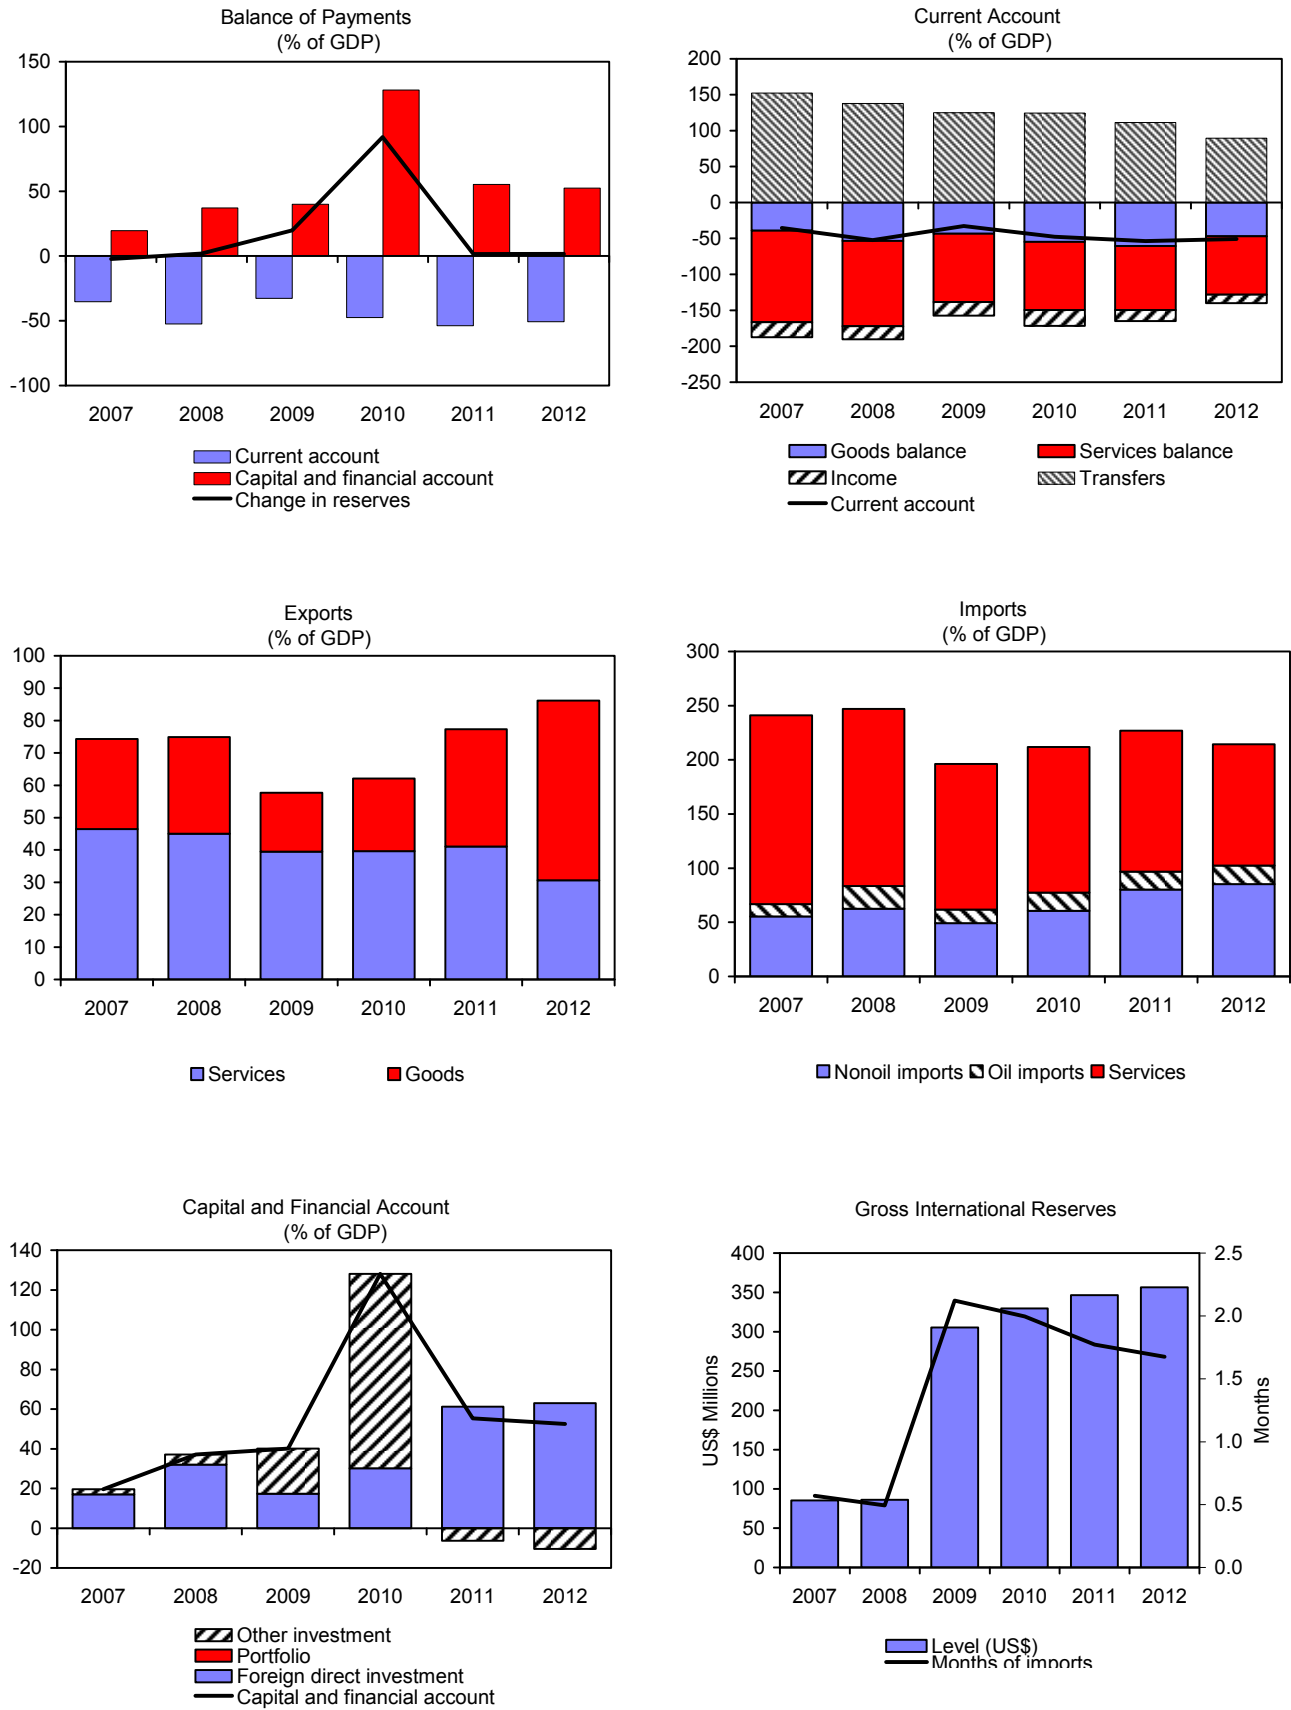 Balance of Payments
(% of GDP)
150
100
50
0
-50
-100
2007 2008 2009 2010 2011 2012
Current account
Capital and financial account
Change in reserves
Current Account
(% of GDP)
200
150
100
50
0
-50
-100
-150
-200
-250
2007 2008 2009 2010 2011 2012
Goods balance Services balance
Income Transfers
Current account
Exports
(% of GDP)
100
90
80
70
60
50
40
30
20
10
0
2007 2008 2009 2010 2011 2012
Services Goods
Imports
(% of GDP)
300
250
200
150
100
50
0
2007 2008 2009 2010 2011 2012
Nonoil imports Oil imports Services
Capital and Financial Account
(% of GDP)
140
120
100
80
60
40
20
0
-20
2007 2008 2009 2010 2011 2012
Other investment
Portfolio
Foreign direct investment
Capital and financial account
Gross International Reserves
US$ Millions
400
350
300
250
200
150
100
50
0
2.5
2.0
1.5
1.0
0.5
0.0
Months
2007 2008 2009 2010 2011 2012
Level (US$)
Months of imports